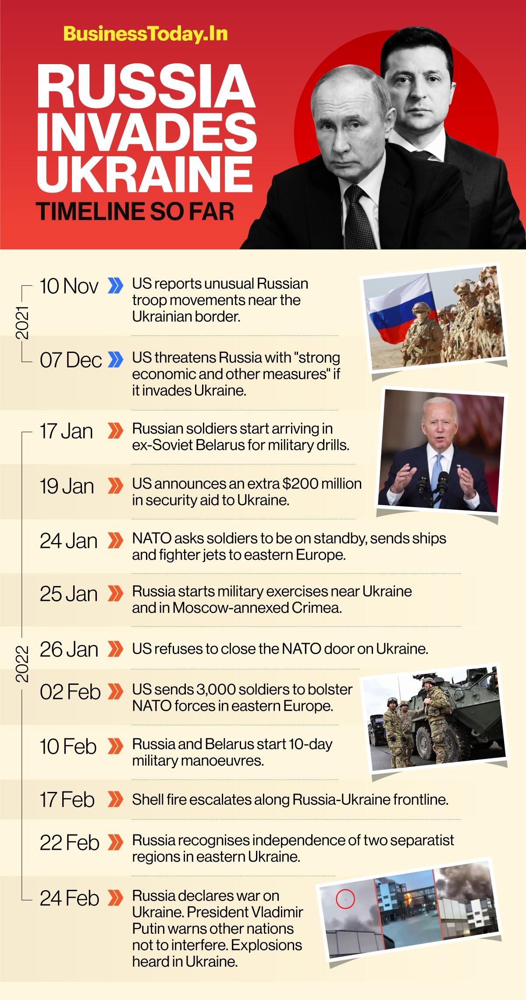 BusinessToday.In
RUSSIA
INVADES
UKRAINE
TIMELINE SO FAR
2021
10 Nov
US reports unusual Russian
troop movements near the
Ukrainian border.
07 Dec
US threatens Russia with "strong
economic and other measures" if
it invades Ukraine.
2022
17 Jan
Russian soldiers start arriving in
ex-Soviet Belarus for military drills.
19 Jan
US announces an extra $200 million
in security aid to Ukraine.
24 Jan
NATO asks soldiers to be on standby, sends ships
and fighter jets to eastern Europe.
25 Jan
Russia starts military exercises near Ukraine
and in Moscow-annexed Crimea.
26 Jan
US refuses to close the NATO door on Ukraine.
02 Feb
US sends 3,000 soldiers to bolster
NATO forces in eastern Europe.
10 Feb
Russia and Belarus start 10-day
military manoeuvres.
17 Feb
Shell fire escalates along Russia-Ukraine frontline.
22 Feb
Russia recognises independence of two separatist
regions in eastern Ukraine.
24 Feb
Russia declares war on
Ukraine. President Vladimir
Putin warns other nations
not to interfere. Explosions
heard in Ukraine.